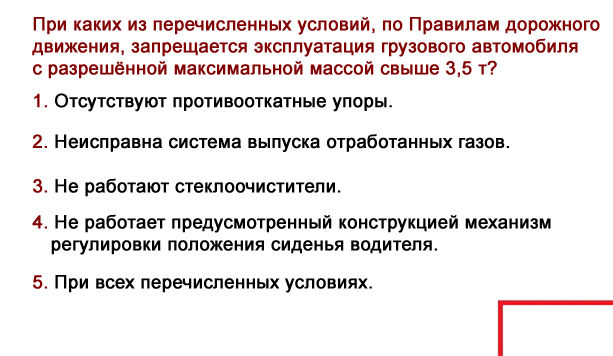 При каких из перечисленных условий, по Правилам дорожного
движения, запрещается эксплуатация грузового автомобиля
с разрешённой максимальной массой свыше 3,5 т?
1. Отсутствуют противооткатные упоры.
2. Неисправна система выпуска отработанных газов.
3. Не работают стеклоочистители.
4. Не работает предусмотренный конструкцией механизм
регулировки положения сиденья водителя.
5. При всех перечисленных условиях.